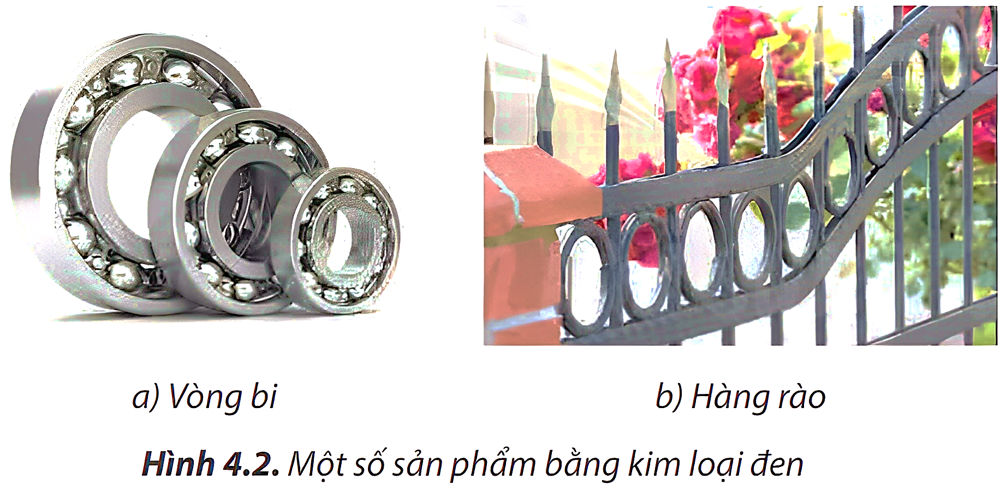 a) Vòng bi
b) Hàng rào
Hình 4.2. Một số sản phẩm bằng kim loại đen